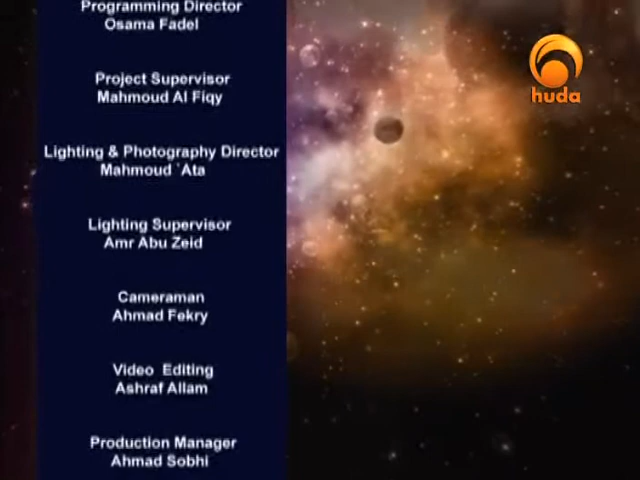 Programming Director
Osama Fadel
Project Supervisor
Mahmoud Al Fiqy
Lighting & Photography Director
Mahmoud `Ata
Lighting Supervisor
Amr Abu Zeid
Cameraman
Ahmad Fekry
Video Editing
Ashraf Allam
Production Manager
Ahmad Sobhi
huda